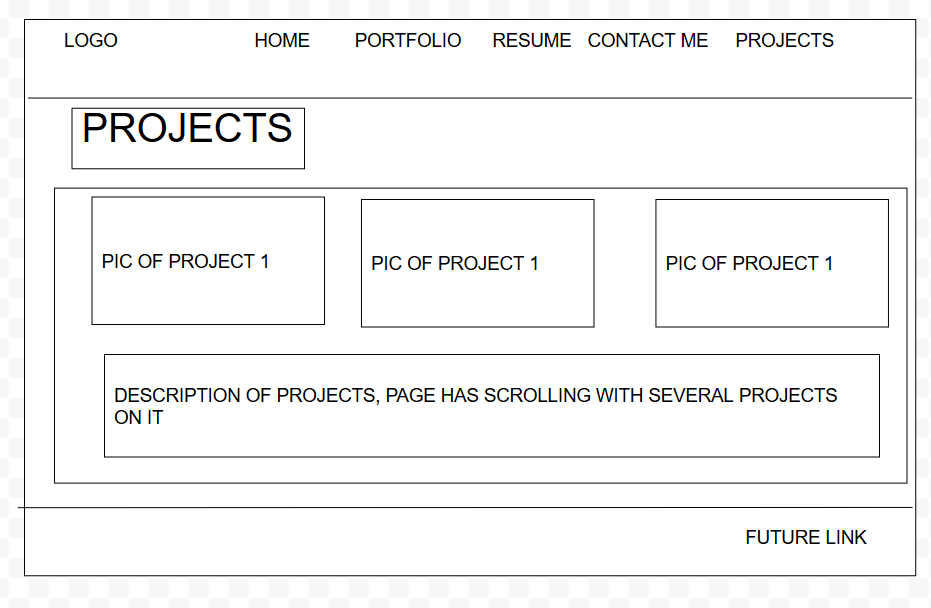 LOGO HOME PORTFOLIO RESUME CONTACT ME PROJECTS
PROJECTS
PIC OF PROJECT 1 PIC OF PROJECT 1 PIC OF PROJECT 1
DESCRIPTION OF PROJECTS, PAGE HAS SCROLLING WITH SEVERAL PROJECTS
ON IT
FUTURE LINK